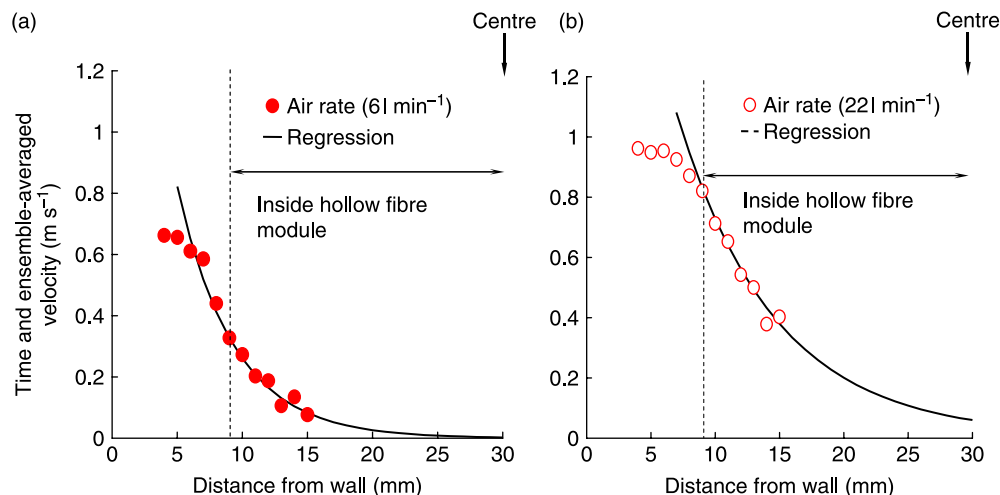 (a)
Centre
Time and ensemble-averaged
velocity (m s⁻¹)
1.2
1
0.8
0.6
0.4
0.2
0
Air rate (6 l min⁻¹)
Regression
Inside hollow fibre
module
0 5 10 15 20 25 30
Distance from wall (mm)
(b)
Centre
1.2
1
0.8
0.6
0.4
0.2
0
Air rate (22 l min⁻¹)
Regression
Inside hollow fibre
module
0 5 10 15 20 25 30
Distance from wall (mm)